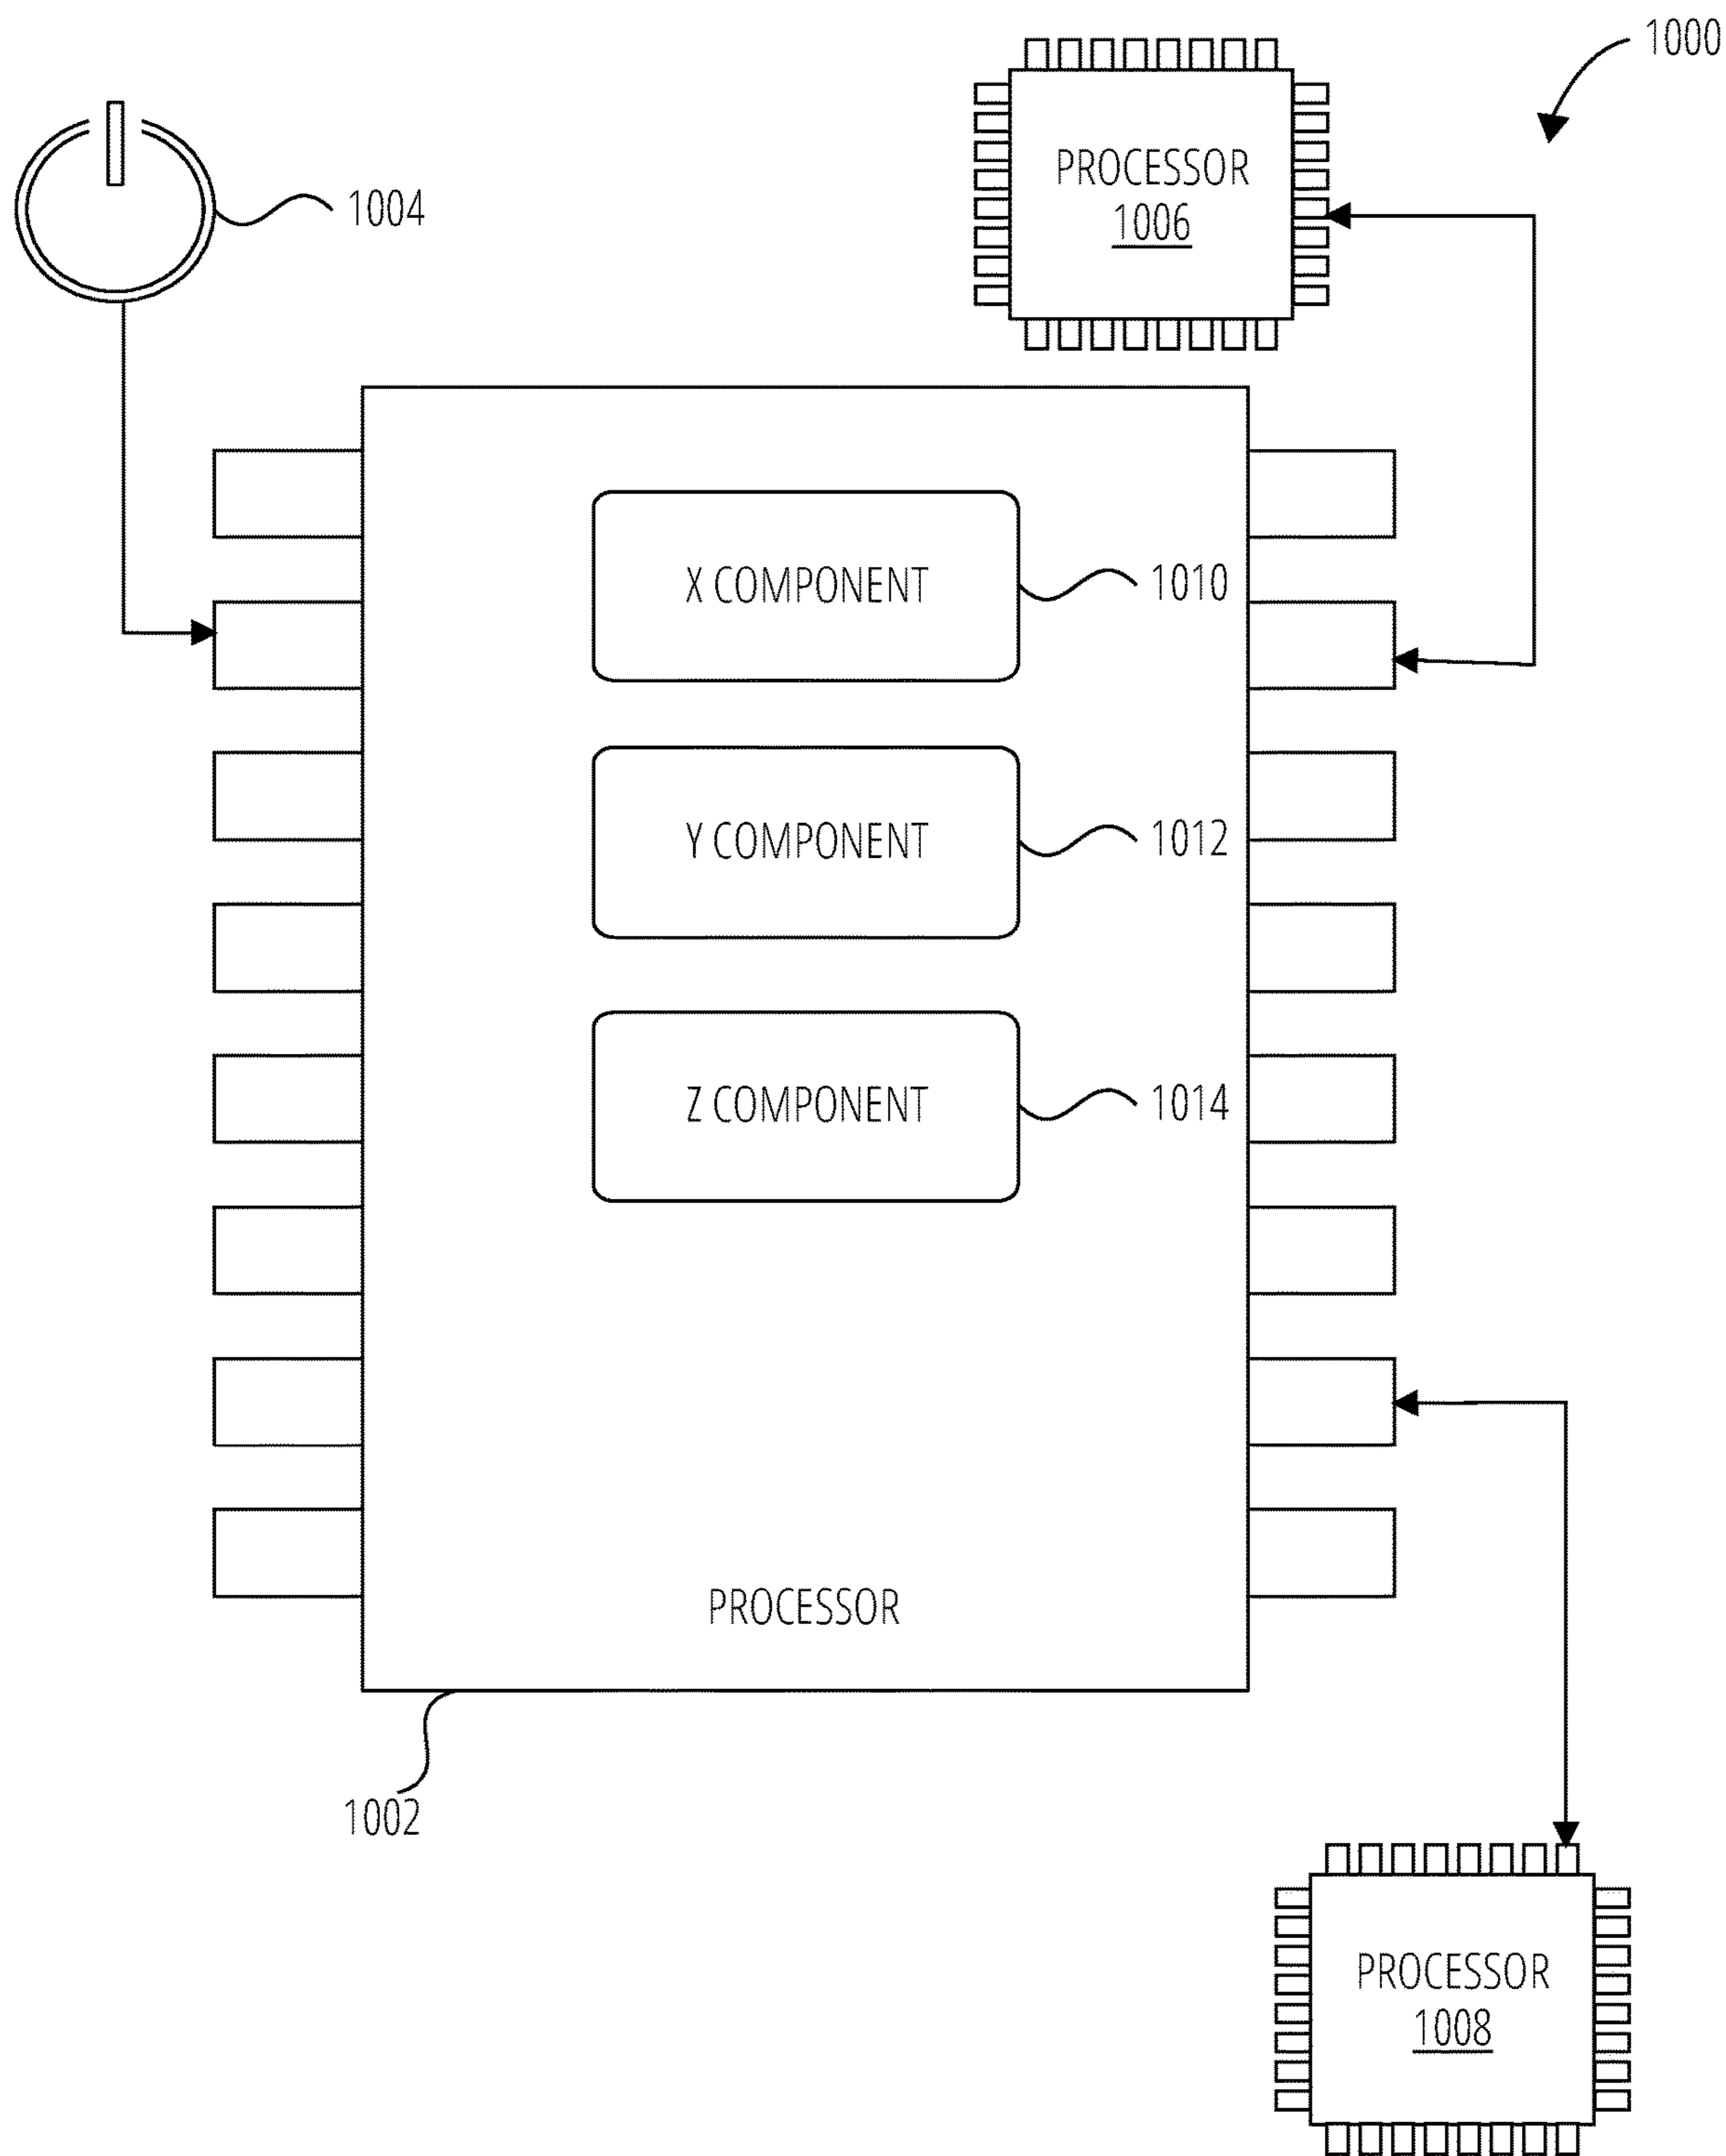 1000
PROCESSOR
1006
1004
X COMPONENT
1010
Y COMPONENT
1012
Z COMPONENT
1014
PROCESSOR
1002
PROCESSOR
1008